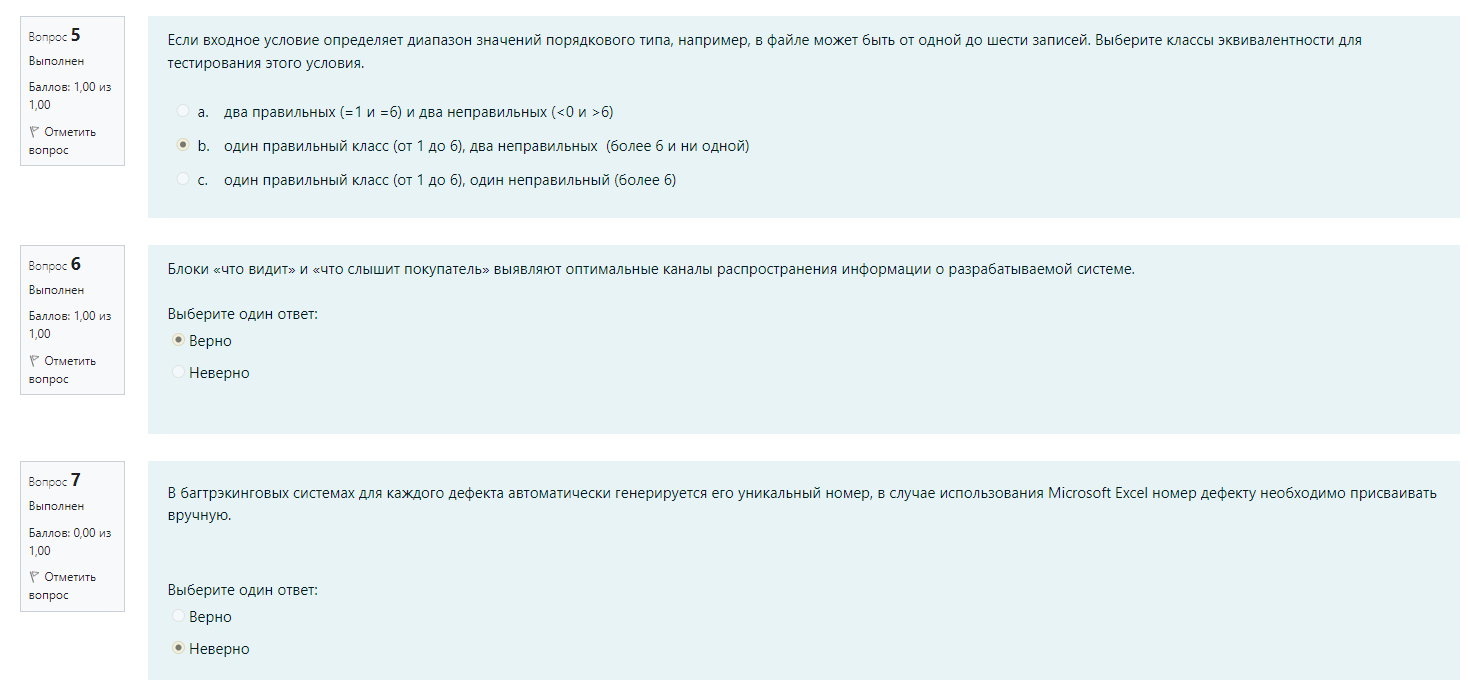 Вопрос 5
Выполнен
Баллов: 1,00 из
1,00
Отметить
вопрос
Если входное условие определяет диапазон значений порядкового типа, например, в файле может быть от одной до шести записей. Выберите классы эквивалентности для
тестирования этого условия.
a. два правильных (=1 и =6) и два неправильных (<0 и >6)
b. один правильный класс (от 1 до 6), два неправильных (более 6 и ни одной)
c. один правильный класс (от 1 до 6), один неправильный (более 6)
Вопрос 6
Выполнен
Баллов: 1,00 из
1,00
Отметить
вопрос
Блоки «что видит» и «что слышит покупатель» выявляют оптимальные каналы распространения информации о разрабатываемой системе.
Выберите один ответ:
Верно
Неверно
Вопрос 7
Выполнен
Баллов: 0,00 из
1,00
Отметить
вопрос
В багтрэкинговых системах для каждого дефекта автоматически генерируется его уникальный номер, в случае использования Microsoft Excel номер дефекту необходимо присваивать
вручную.
Выберите один ответ:
Верно
Неверно